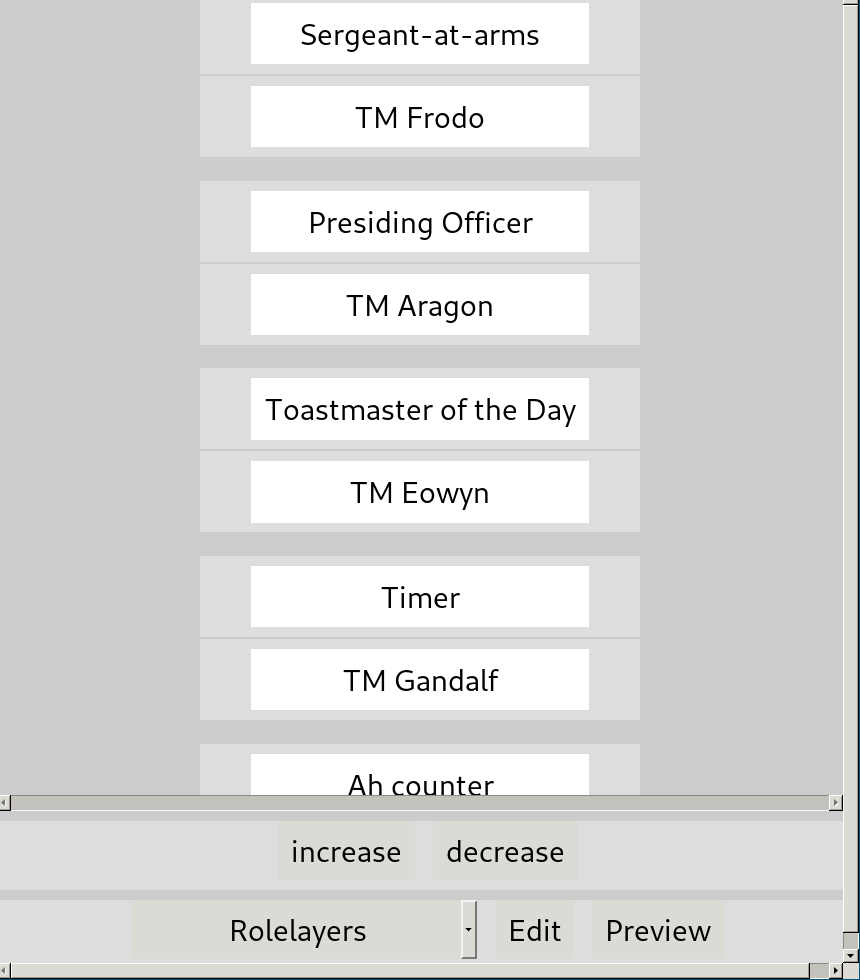 Sergeant-at-arms
TM Frodo
Presiding Officer
TM Aragon
Toastmaster of the Day
TM Eowyn
Timer
TM Gandalf
Ah counter
increase decrease
Rolelayers Edit Preview